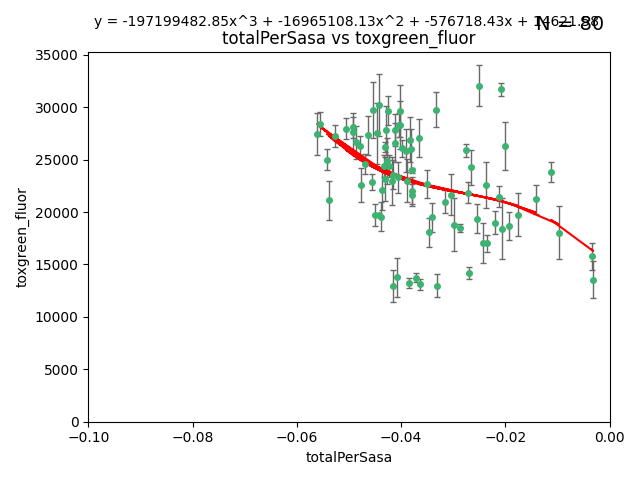 y = -197199482.85x^3 + -16965108.13x^2 + -576718.43x +
N = 80
totalPerSasa vs toxgreen_fluor
35000
30000
25000
20000
15000
10000
5000
0
toxgreen_fluor
−0.10 −0.08 −0.06 −0.04 −0.02 0.00
totalPerSasa